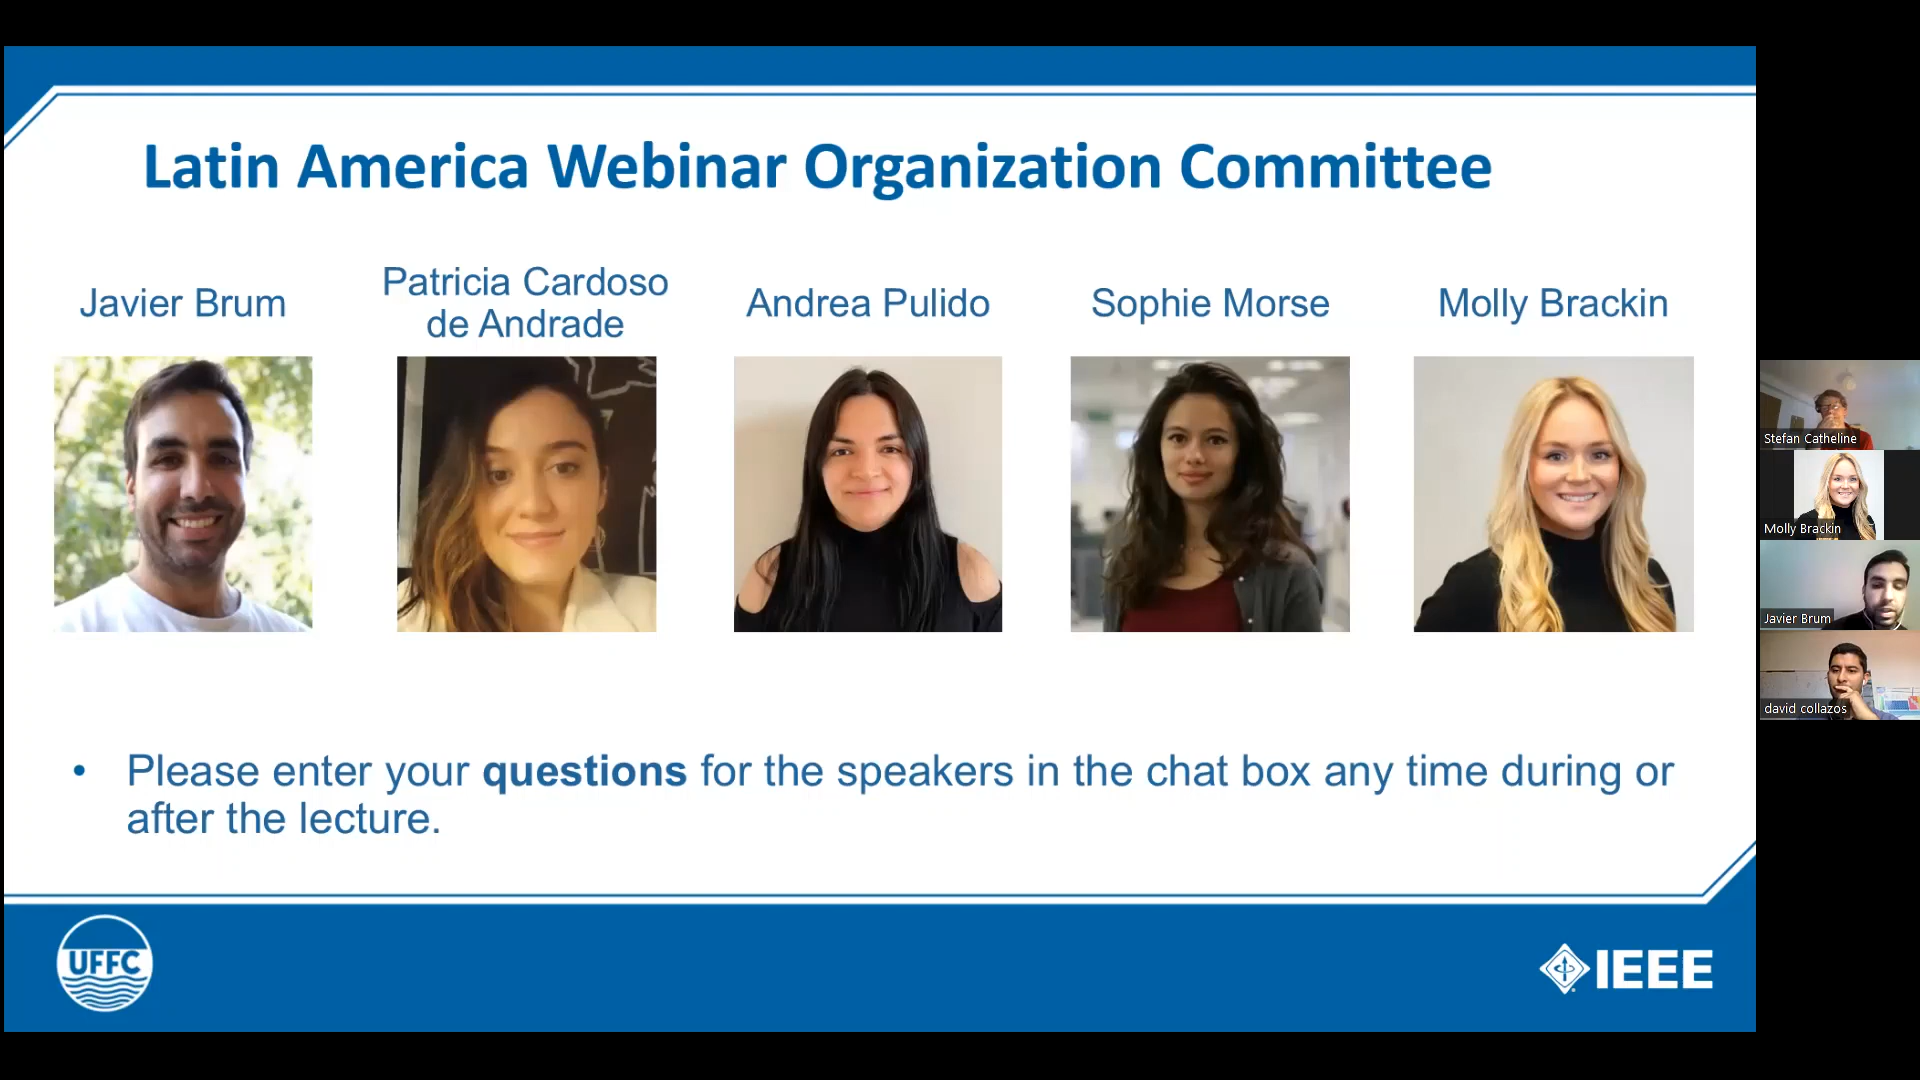 Latin America Webinar Organization Committee
Javier Brum
Patricia Cardoso
de Andrade
Andrea Pulido
Sophie Morse
Molly Brackin
• Please enter your questions for the speakers in the chat box any time during or
after the lecture.
UFFC
IEEE
Stefan Catheline
Molly Brackin
Javier Brum
david collazos